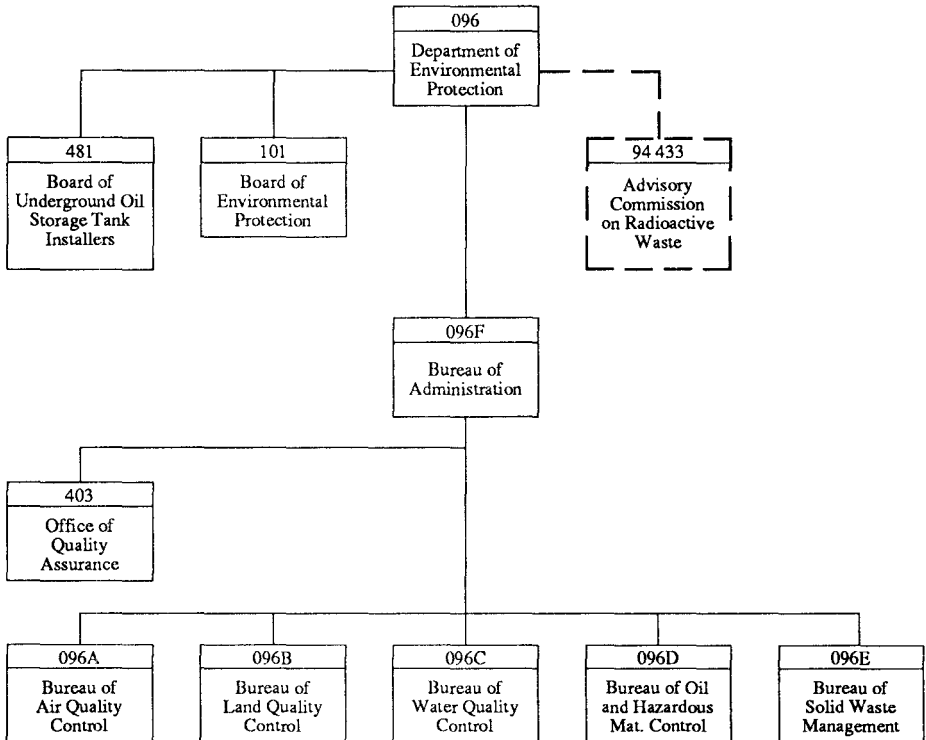 096
Department of
Environmental
Protection
481
Board of
Underground Oil
Storage Tank
Installers
101
Board of
Environmental
Protection
94 433
Advisory
Commission
on Radioactive
Waste
096F
Bureau of
Administration
403
Office of
Quality
Assurance
096A
Bureau of
Air Quality
Control
096B
Bureau of
Land Quality
Control
096C
Bureau of
Water Quality
Control
096D
Bureau of Oil
and Hazardous
Mat. Control
096E
Bureau of
Solid Waste
Management